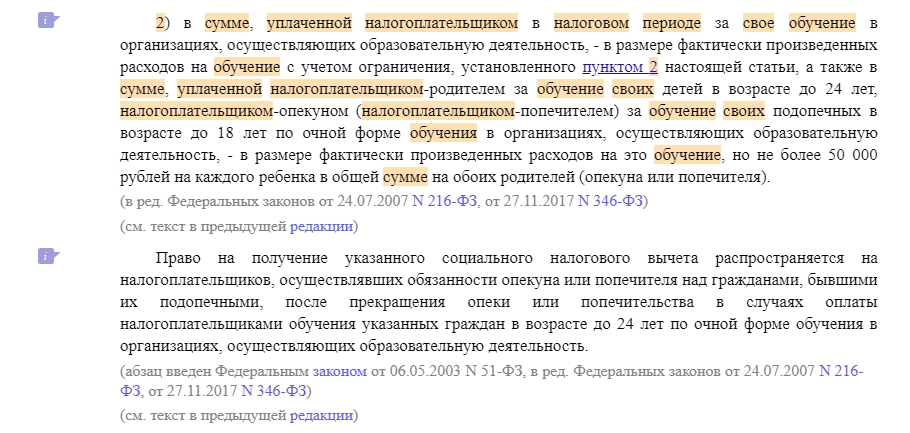 2) в сумме, уплаченной налогоплательщиком в налоговом периоде за свое обучение в
организациях, осуществляющих образовательную деятельность, - в размере фактически произведенных
расходов на обучение с учетом ограничения, установленного пунктом 2 настоящей статьи, а также в
сумме, уплаченной налогоплательщиком-родителем за обучение своих детей в возрасте до 24 лет,
налогоплательщиком-опекуном (налогоплательщиком-попечителем) за обучение своих подопечных в
возрасте до 18 лет по очной форме обучения в организациях, осуществляющих образовательную
деятельность, - в размере фактически произведенных расходов на это обучение, но не более 50 000
рублей на каждого ребенка в общей сумме на обоих родителей (опекуна или попечителя).
(в ред. Федеральных законов от 24.07.2007 N 216-ФЗ, от 27.11.2017 N 346-ФЗ)
(см. текст в предыдущей редакции)
Право на получение указанного социального налогового вычета распространяется на
налогоплательщиков, осуществлявших обязанности опекуна или попечителя над гражданами, бывшими
их подопечными, после прекращения опеки или попечительства в случаях оплаты
налогоплательщиками обучения указанных граждан в возрасте до 24 лет по очной форме обучения в
организациях, осуществляющих образовательную деятельность.
(абзац введен Федеральным законом от 06.05.2003 N 51-ФЗ, в ред. Федеральных законов от 24.07.2007 N 216-
ФЗ, от 27.11.2017 N 346-ФЗ)
(см. текст в предыдущей редакции)